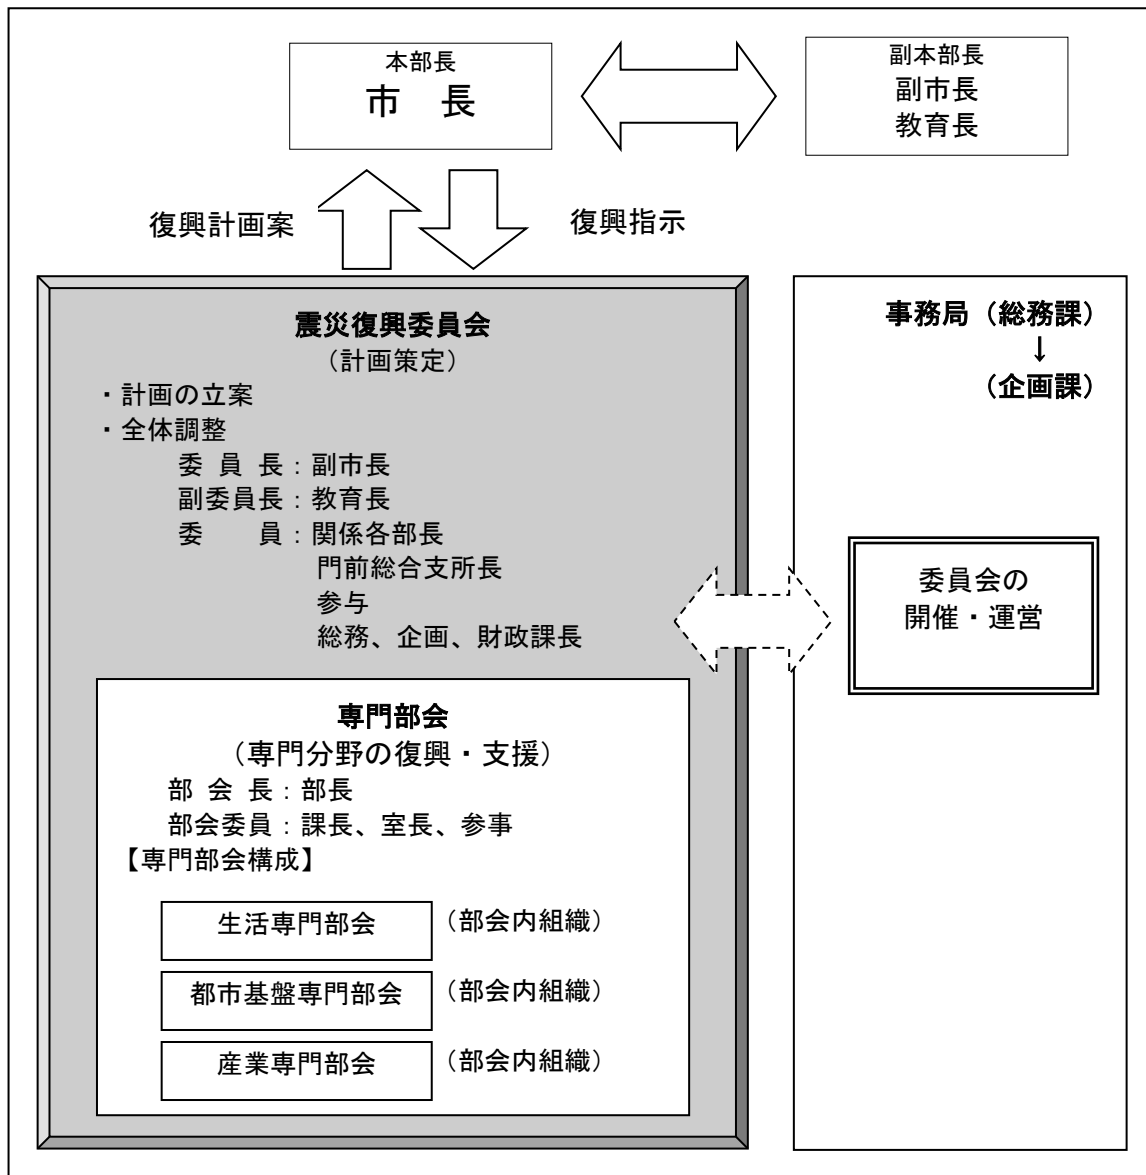 本部長
市　長
副本部長
副市長
教育長
復興計画案
復興指示
震災復興委員会
（計画策定）
・計画の立案
・全体調整
委 員 長：副市長
副委員長：教育長
委　　員：関係各部長
門前総合支所長
参与
総務、企画、財政課長
専門部会
（専門分野の復興・支援）
部 会 長：部長
部会委員：課長、室長、参事
【専門部会構成】
生活専門部会
（部会内組織）
都市基盤専門部会
（部会内組織）
産業専門部会
（部会内組織）
事務局（総務課）
↓
（企画課）
委員会の
開催・運営